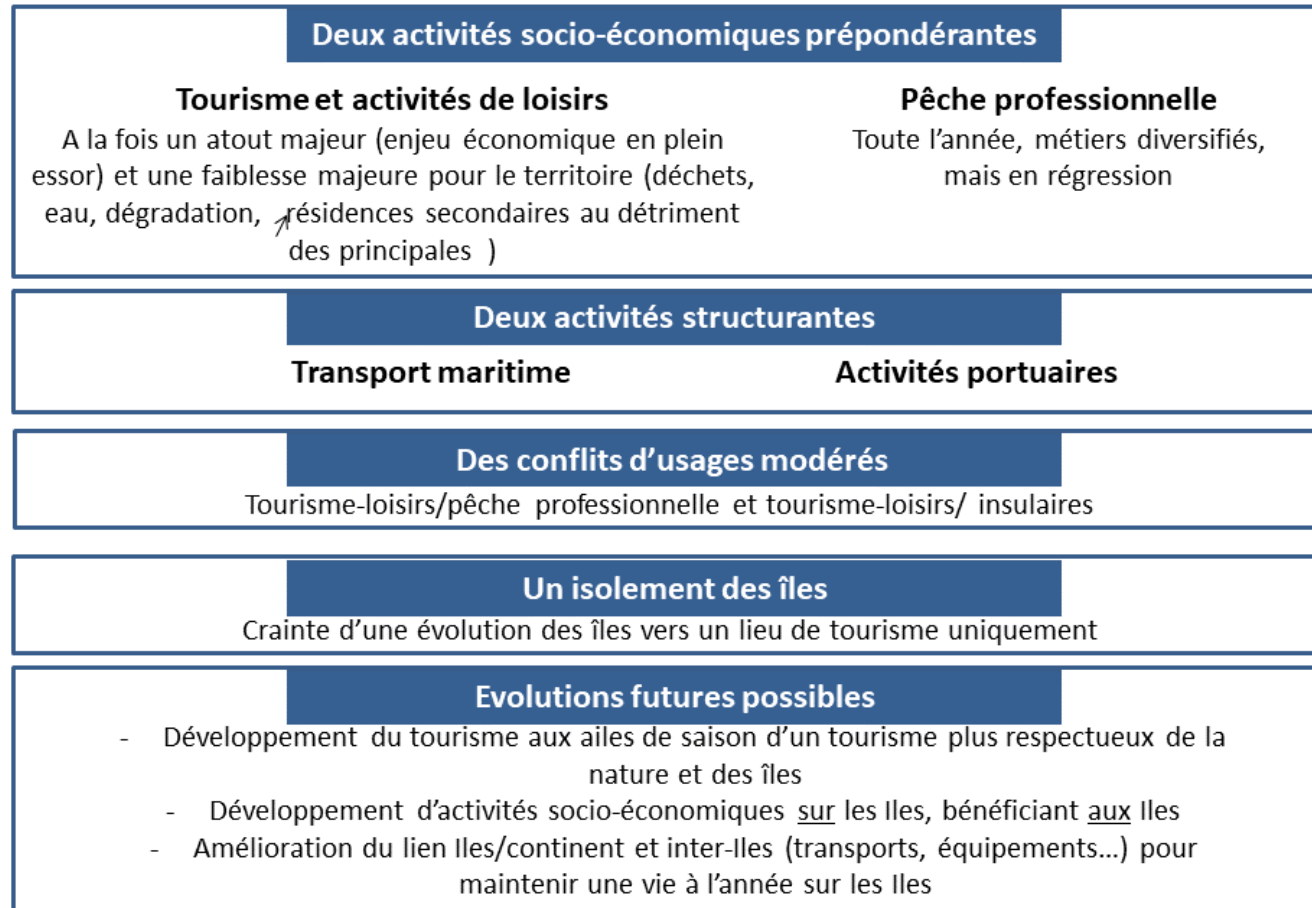 Deux activités socio-économiques prépondérantes
Tourisme et activités de loisirs
A la fois un atout majeur (enjeu économique en plein
essor) et une faiblesse majeure pour le territoire (déchets,
eau, dégradation, ↗résidences secondaires au détriment
des principales )
Pêche professionnelle
Toute l’année, métiers diversifiés,
mais en régression
Deux activités structurantes
Transport maritime
Activités portuaires
Des conflits d’usages modérés
Tourisme-loisirs/pêche professionnelle et tourisme-loisirs/ insulaires
Un isolement des îles
Crainte d’une évolution des îles vers un lieu de tourisme uniquement
Evolutions futures possibles
- Développement du tourisme aux ailes de saison d’un tourisme plus respectueux de la
nature et des îles
- Développement d’activités socio-économiques sur les Iles, bénéficiant aux Iles
- Amélioration du lien Iles/continent et inter-Iles (transports, équipements…) pour
maintenir une vie à l’année sur les Iles